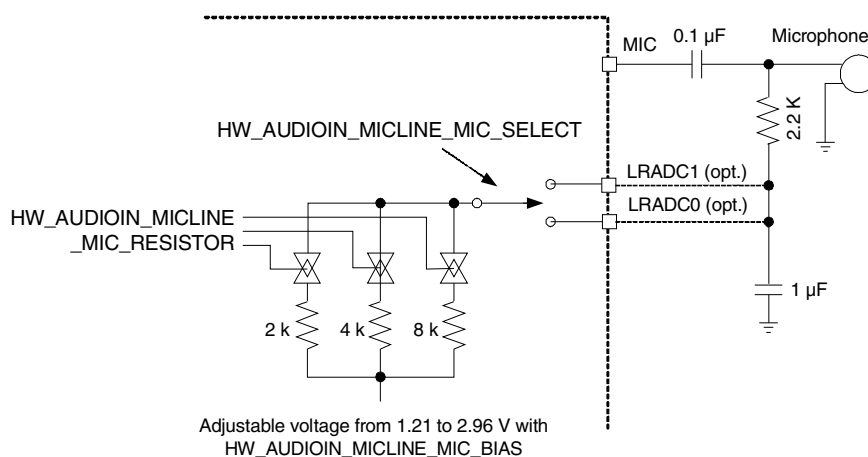 MIC
0.1 µF
Microphone
2.2 K
HW_AUDIOIN_MICLINE_MIC_SELECT
LRADC1 (opt.)
LRADC0 (opt.)
HW_AUDIOIN_MICLINE
_MIC_RESISTOR
1 µF
2 k
4 k
8 k
Adjustable voltage from 1.21 to 2.96 V with
HW_AUDIOIN_MICLINE_MIC_BIAS